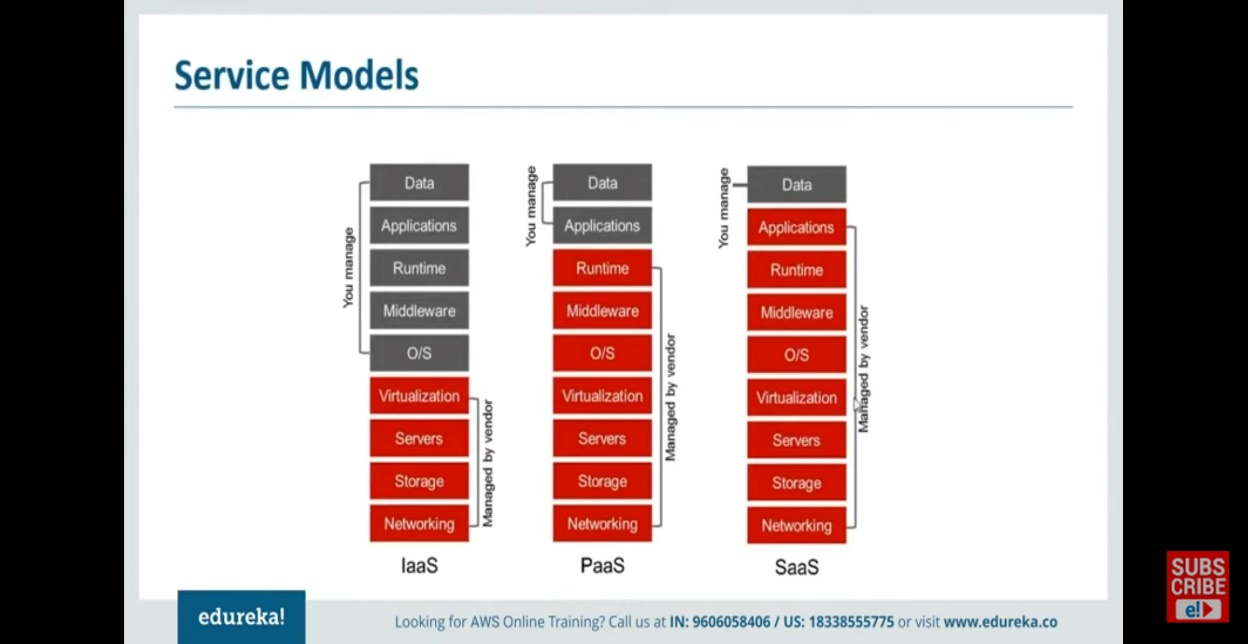 Service Models
You manage
Data
Applications
Runtime
Middleware
O/S
Virtualization
Servers
Storage
Networking
Managed by vendor
IaaS
You manage
Data
Applications
Runtime
Middleware
O/S
Virtualization
Servers
Storage
Networking
Managed by vendor
PaaS
You manage
Data
Applications
Runtime
Middleware
O/S
Virtualization
Servers
Storage
Networking
Managed by vendor
SaaS
edureka!
Looking for AWS Online Training? Call us at IN: 9606058406 / US: 18338555775 or visit www.edureka.co
SUBS
CRIBE
e!